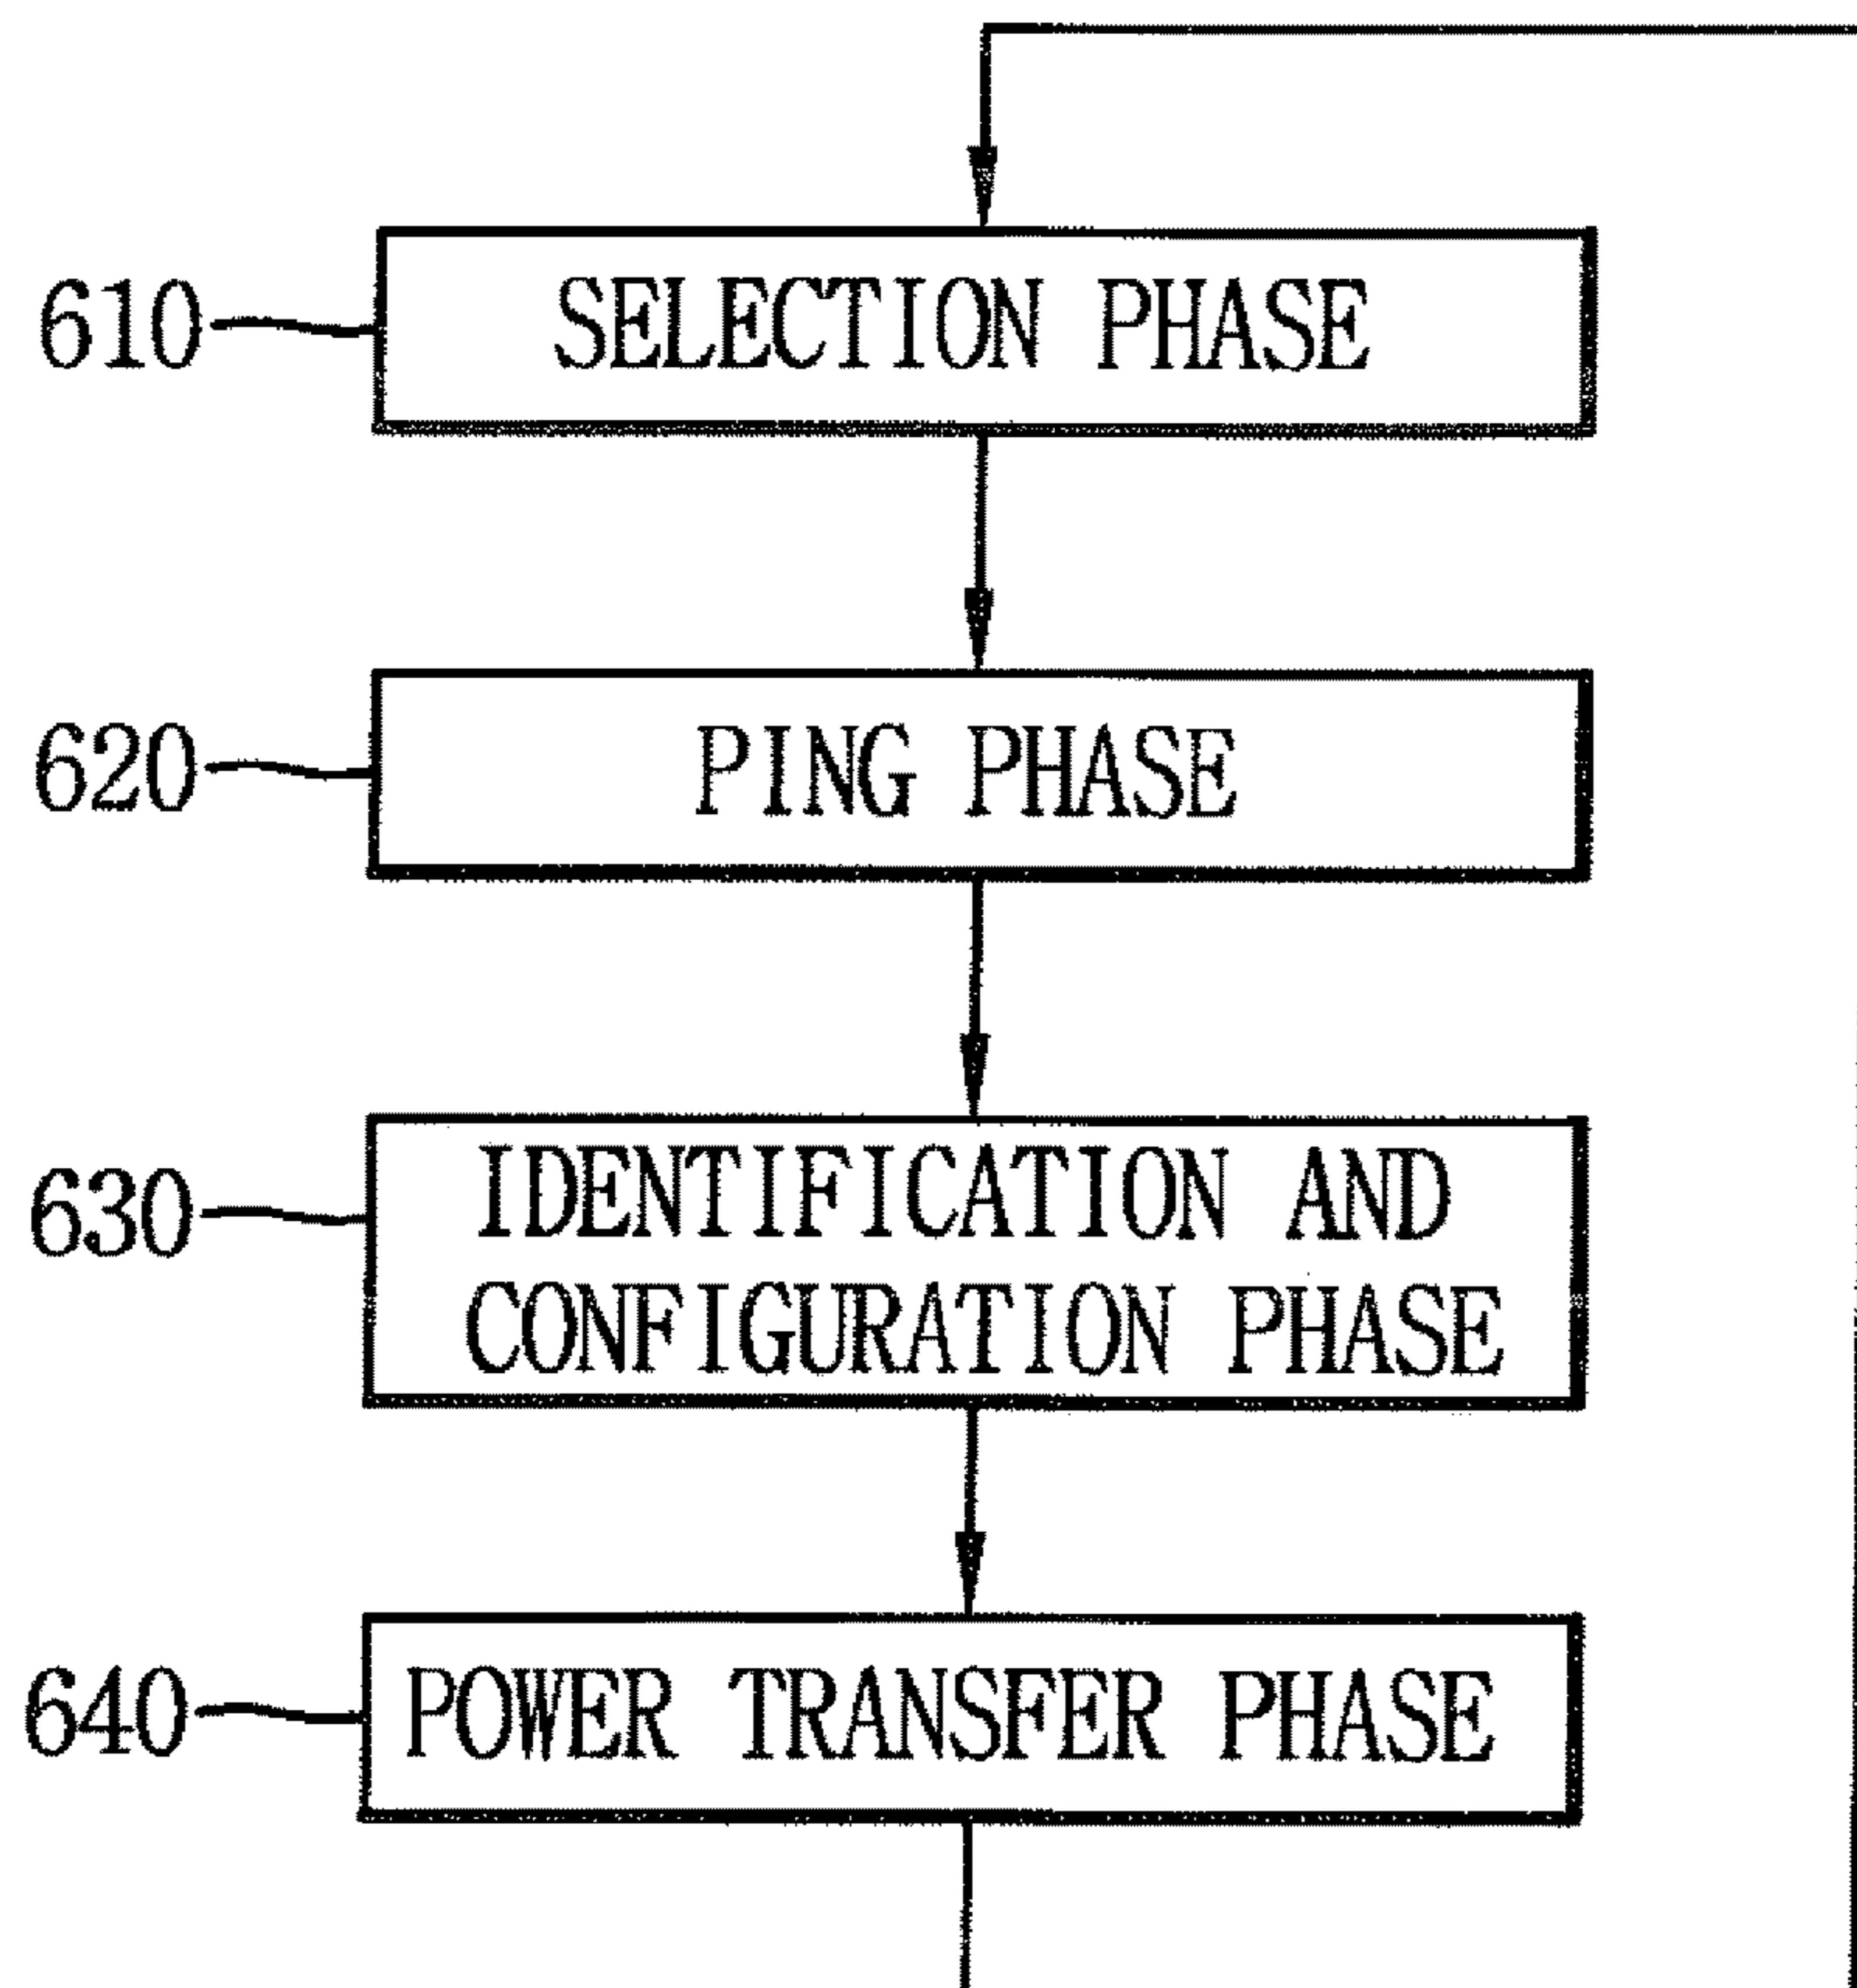 610 SELECTION PHASE
620 PING PHASE
630 IDENTIFICATION AND
CONFIGURATION PHASE
640 POWER TRANSFER PHASE